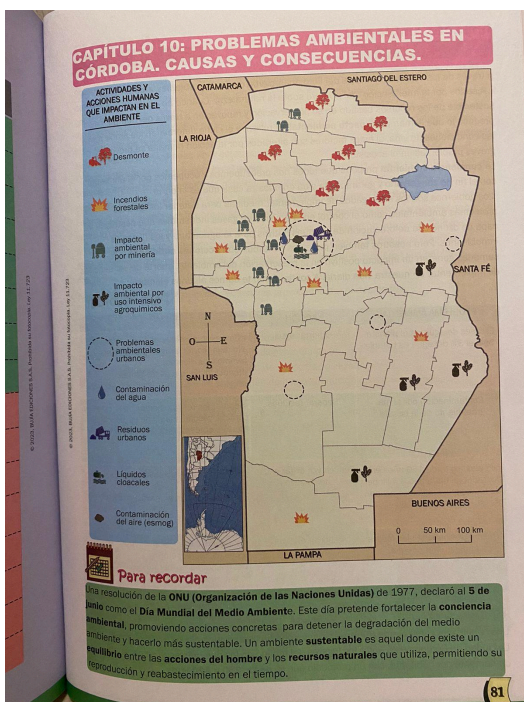 CAPÍTULO 10: PROBLEMAS AMBIENTALES EN
CÓRDOBA. CAUSAS Y CONSECUENCIAS.
ACTIVIDADES Y
ACCIONES HUMANAS
QUE IMPACTAN EN EL
AMBIENTE
Desmonte
Incendios
forestales
Impacto
ambiental
por minería
Impacto
ambiental por
uso intensivo
agroquímicos
Problemas
ambientales
urbanos
Contaminación
del agua
Residuos
urbanos
Líquidos
cloacales
Contaminación
del aire (esmog)
CATAMARCA
SANTIAGO DEL ESTERO
LA RIOJA
SANTA FÉ
N
O
E
S
SAN LUIS
BUENOS AIRES
0 50 km 100 km
LA PAMPA
Para recordar
Una resolución de la ONU (Organización de las Naciones Unidas) de 1977, declaró al 5 de
junio como el Día Mundial del Medio Ambiente. Este día pretende fortalecer la conciencia
ambiental, promoviendo acciones concretas para detener la degradación del medio
ambiente y hacerlo más sustentable. Un ambiente sustentable es aquel donde existe un
equilibrio entre las acciones del hombre y los recursos naturales que utiliza, permitiendo su
reproducción y reabastecimiento en el tiempo.
81